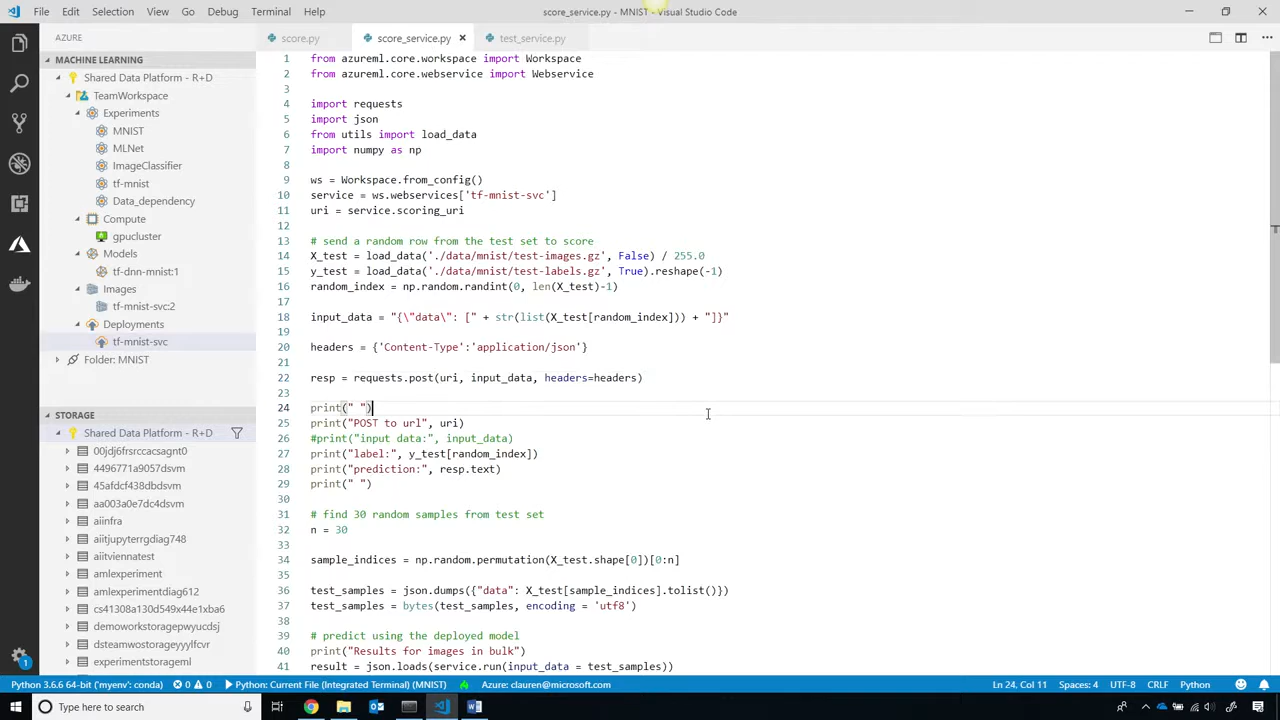 File Edit Selection View Go Debug Terminal Help
score_service.py - MNIST - Visual Studio Code
AZURE
MACHINE LEARNING
Shared Data Platform - R+D
TeamWorkspace
Experiments
MNIST
MLNet
ImageClassifier
tf-mnist
Data_dependency
Compute
gpucluster
Models
tf-dnn-mnist:1
Images
tf-mnist-svc:2
Deployments
tf-mnist-svc
Folder: MNIST
STORAGE
Shared Data Platform - R+D
00jdj6frsrccacsagnt0
4496771a9057dsvm
45afdcf438dbdsvm
aa003a0e7dc4dsvm
aiinfra
aiitjupyterrgdiag748
aiitviennatest
amlexperiment
amlexperimentdiag612
cs41308a130d549x44e1xba6
demoworkstoragepwyucdsj
dsteamwostorageyyylfcvr
experimentstorageml
score.py score_service.py test_service.py
1 from azureml.core.workspace import Workspace
2 from azureml.core.webservice import Webservice
3
4 import requests
5 import json
6 from utils import load_data
7 import numpy as np
8
9 ws = Workspace.from_config()
10 service = ws.webservices['tf-mnist-svc']
11 uri = service.scoring_uri
12
13 # send a random row from the test set to score
14 X_test = load_data('./data/mnist/test-images.gz', False) / 255.0
15 y_test = load_data('./data/mnist/test-labels.gz', True).reshape(-1)
16 random_index = np.random.randint(0, len(X_test)-1)
17
18 input_data = "{\"data\": [" + str(list(X_test[random_index])) + "]}"
19
20 headers = {'Content-Type':'application/json'}
21
22 resp = requests.post(uri, input_data, headers=headers)
23
24 print(" ")
25 print("POST to url", uri)
26 #print("input data:", input_data)
27 print("label:", y_test[random_index])
28 print("prediction:", resp.text)
29 print(" ")
30
31 # find 30 random samples from test set
32 n = 30
33
34 sample_indices = np.random.permutation(X_test.shape[0])[0:n]
35
36 test_samples = json.dumps({"data": X_test[sample_indices].tolist()})
37 test_samples = bytes(test_samples, encoding = 'utf8')
38
39 # predict using the deployed model
40 print("Results for images in bulk")
41 result = json.loads(service.run(input_data = test_samples))
1
Python 3.6.6 64-bit ('myenv': conda) 0 0 Python: Current File (Integrated Terminal) (MNIST) Azure: clauren@microsoft.com Ln 24, Col 11 Spaces: 4 UTF-8 CRLF Python
Type here to search
6:05 PM